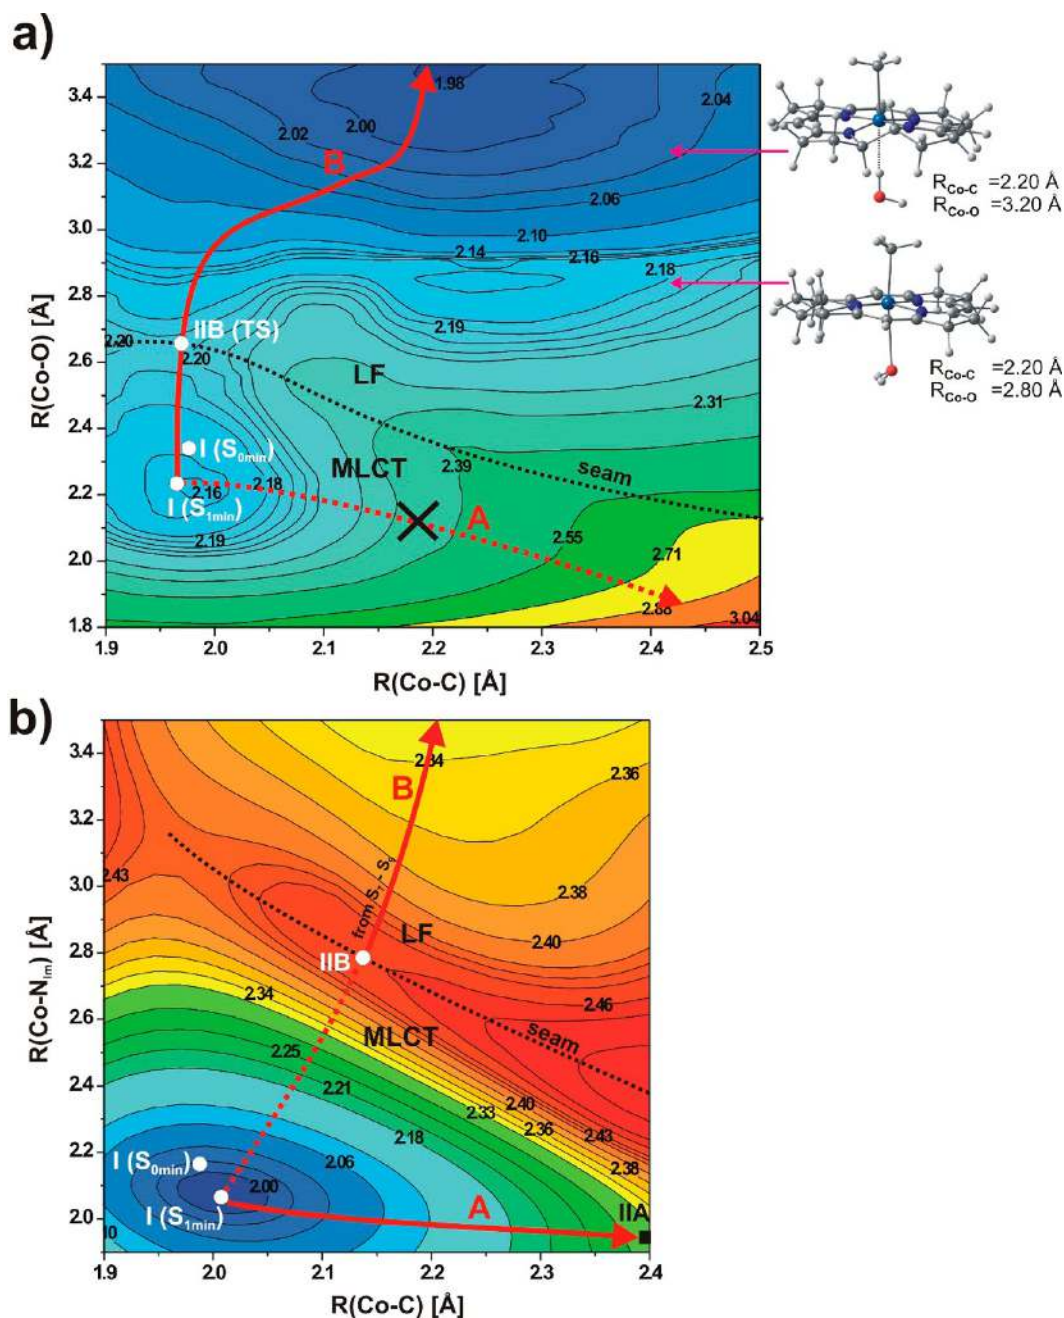 a)
R(Co-O) [Å]
3.4
3.2
3.0
2.8
2.6
2.4
2.2
2.0
1.8
1.98
2.04
2.00
2.02
B
2.06
2.10
2.14
2.16
2.18
2.19
IIB (TS)
2.20
2.20
LF
2.31
I (S0min)
MLCT
2.39
seam
2.16
2.18
I (S1min)
A
2.19
2.55
2.71
2.88
3.04
1.9
2.0
2.1
2.2
2.3
2.4
2.5
R(Co-C) [Å]
RCo-C =2.20 Å
RCo-O =3.20 Å
RCo-C =2.20 Å
RCo-O =2.80 Å
b)
R(Co-NIm) [Å]
3.4
3.2
3.0
2.8
2.6
2.4
2.2
2.0
1.9
2.34
2.36
B
2.43
from S7 - S9
2.38
LF
2.40
IIB
2.34
2.46
MLCT
seam
2.25
2.21
2.40
2.33
2.36
2.43
2.18
2.38
I (S0min)
2.06
2.00
I (S1min)
A
IIA
10
1.9
2.0
2.1
2.2
2.3
2.4
R(Co-C) [Å]